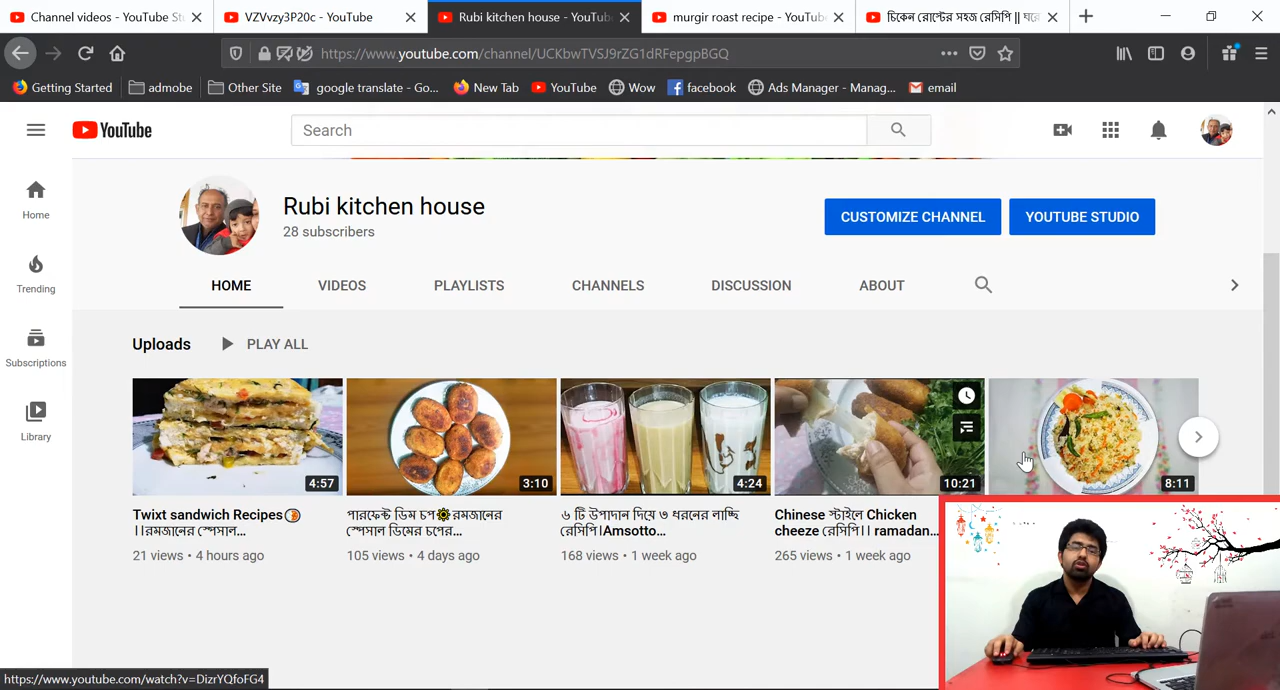 Channel videos - YouTube St
VZVvzy3P20c - YouTube
Rubi kitchen house - YouTub
murgir roast recipe - YouTub
চিকেন রোস্টের সহজ রেসিপি || ঘরে
https://www.youtube.com/channel/UCKbwTVSJ9rZG1dRFepgpBGQ
Getting Started
admobe
Other Site
google translate - Go...
New Tab
YouTube
Wow
facebook
Ads Manager - Manag...
email
YouTube
Search
Home
Trending
Subscriptions
Library
Rubi kitchen house
28 subscribers
CUSTOMIZE CHANNEL
YOUTUBE STUDIO
HOME
VIDEOS
PLAYLISTS
CHANNELS
DISCUSSION
ABOUT
Uploads
PLAY ALL
4:57
3:10
4:24
10:21
8:11
Twixt sandwich Recipes
||রমজানের স্পেসাল...
21 views • 4 hours ago
পারফেন্ট ডিম চপ🌞রমজানের
স্পেসাল ডিমের চপের...
105 views • 4 days ago
৬ টি উপাদান দিয়ে ৩ ধরনের লাচ্ছি
রেসিপি।Amsotto...
168 views • 1 week ago
Chinese স্টাইলে Chicken
cheeze রেসিপি।। ramadan...
265 views • 1 week ago
https://www.youtube.com/watch?v=DizrYQfoFG4